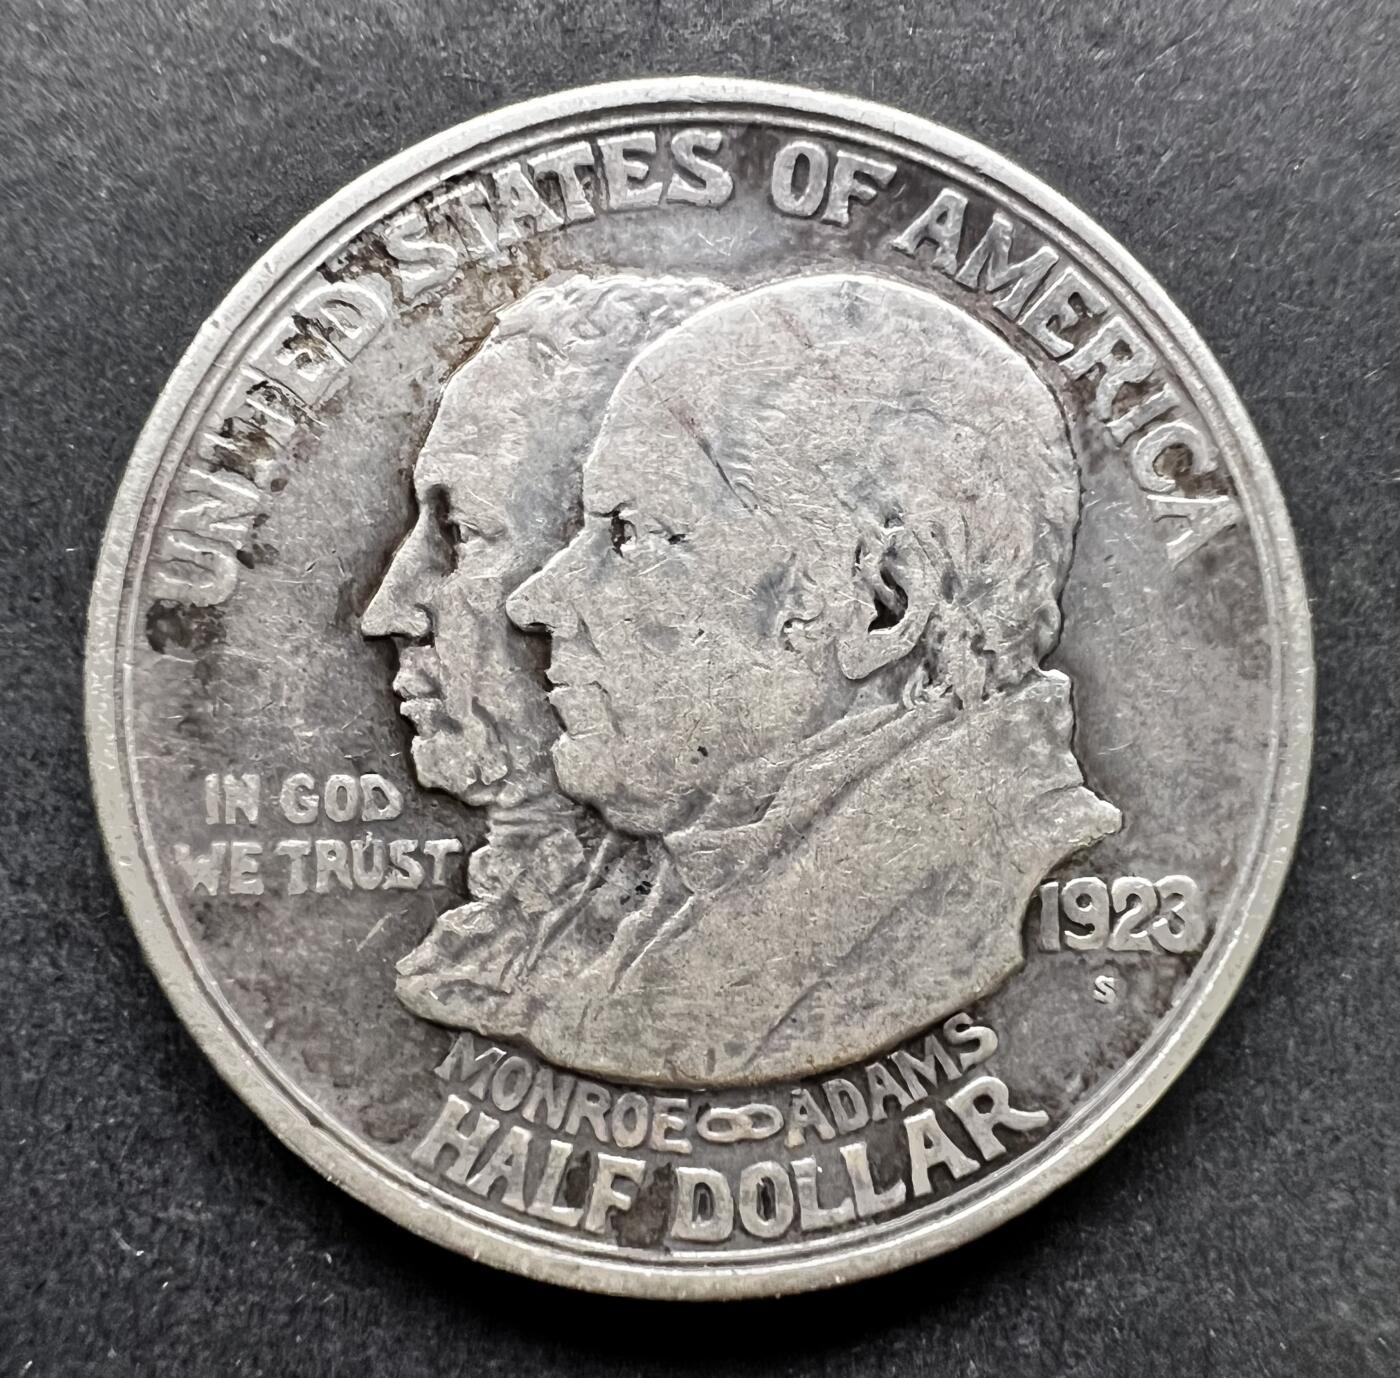 UNITED STATES OF AMERICA
IN GOD
WE TRUST
1923
S
MONROE ADAMS
HALF DOLLAR